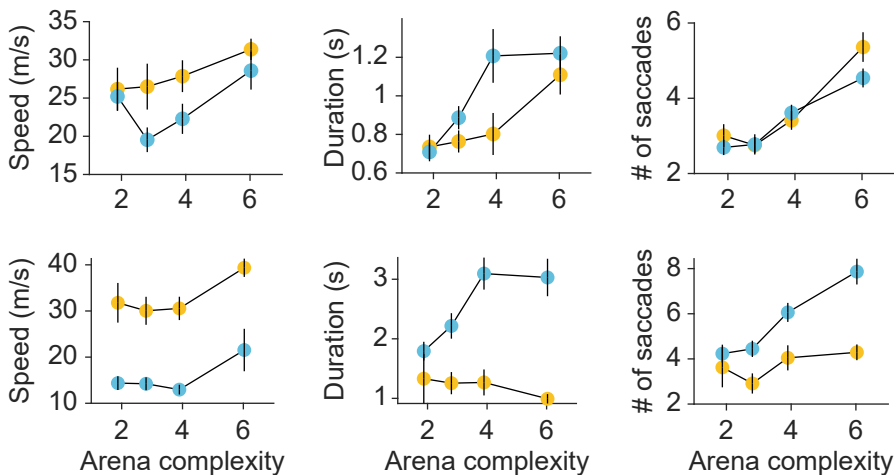 Speed (m/s)
35
30
25
20
15
2 4 6
Duration (s)
1.2
1
0.8
0.6
2 4 6
# of saccades
6
4
2
2 4 6
Speed (m/s)
40
30
20
10
2 4 6
Arena complexity
Duration (s)
3
2
1
2 4 6
Arena complexity
# of saccades
8
6
4
2
2 4 6
Arena complexity